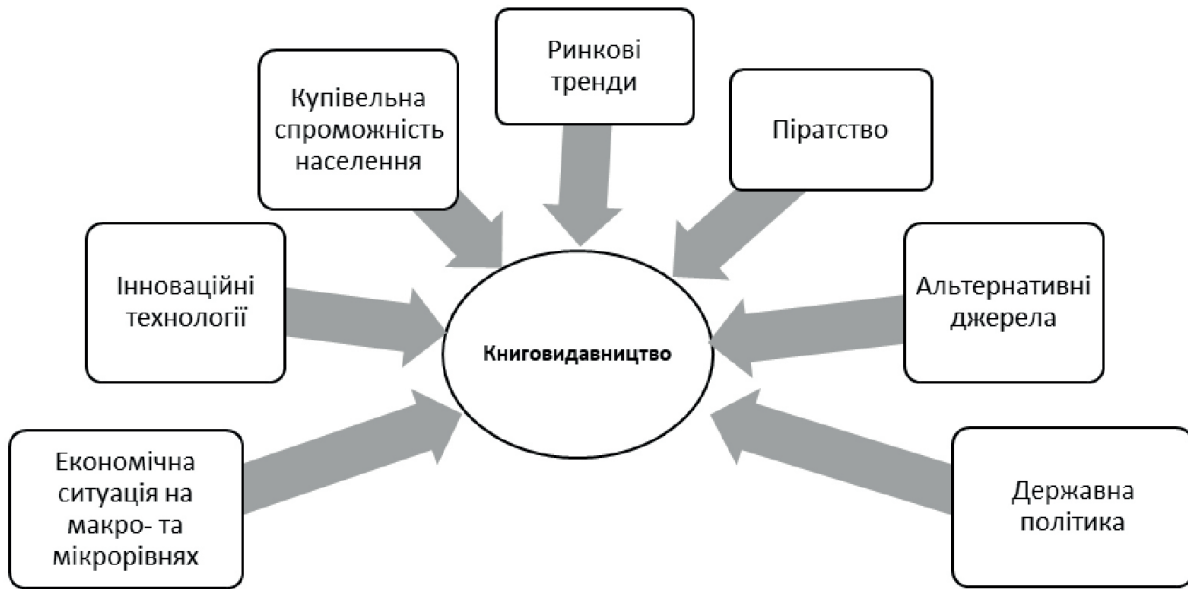 Ринкові
тренди
Купівельна
спроможність
населення
Піратство
Інноваційні
технології
Альтернативні
джерела
Книговидавництво
Економічна
ситуація на
макро- та
мікрорівнях
Державна
політика